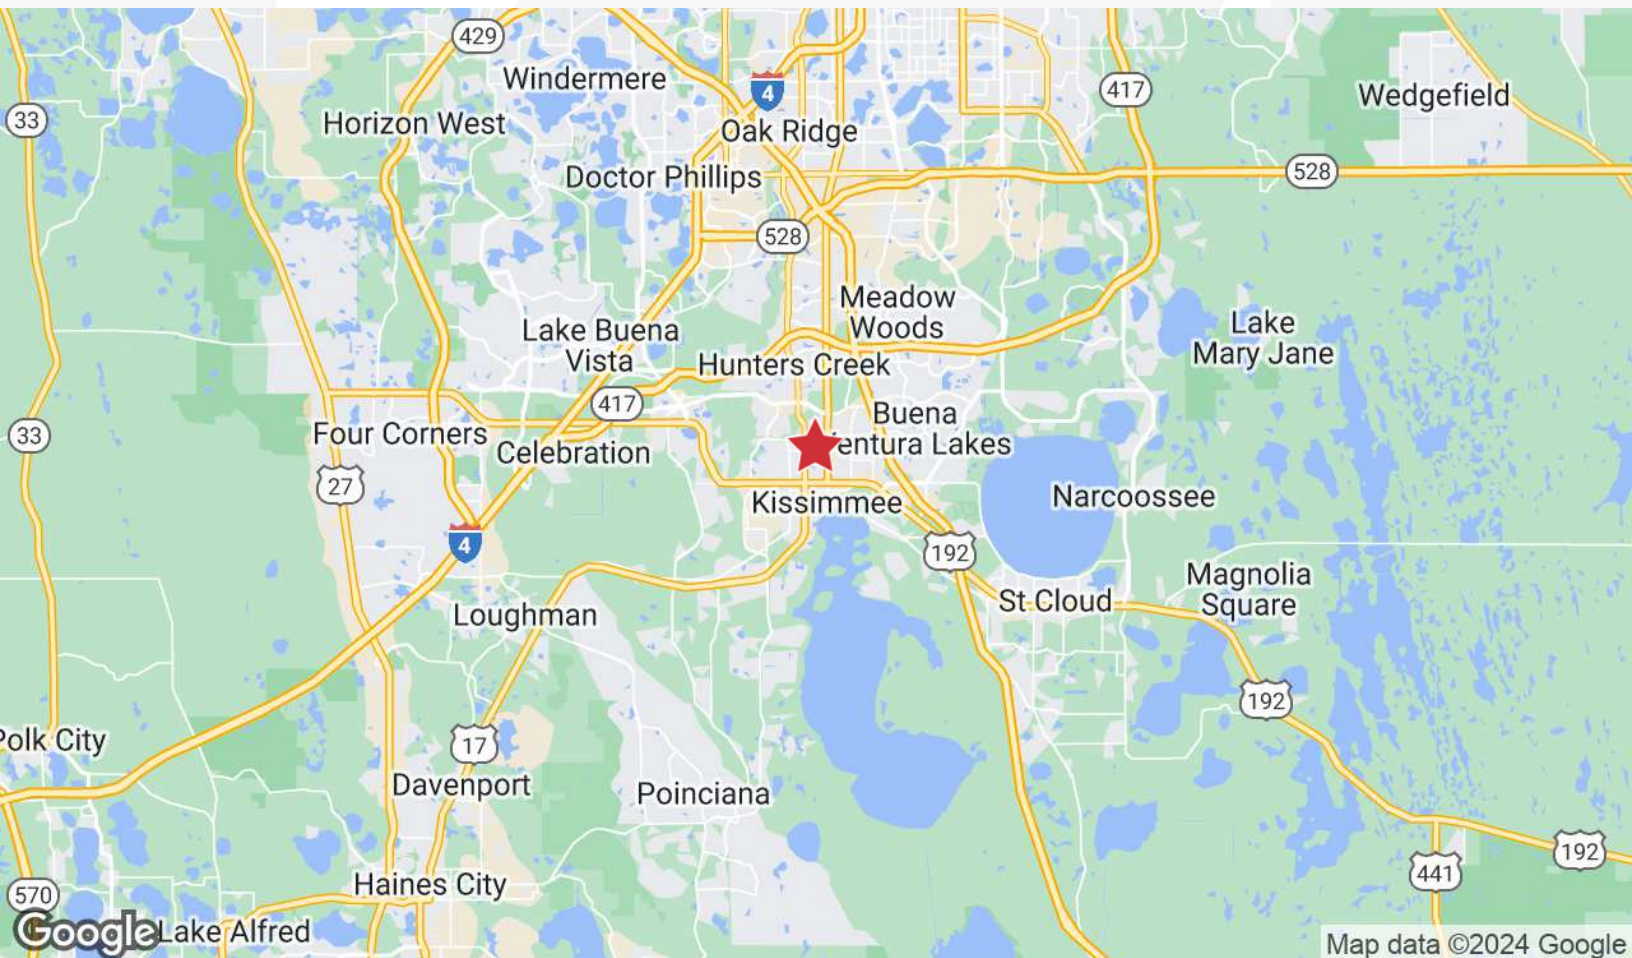 429
Windermere
4
417
Wedgefield
33
Horizon West
Oak Ridge
Doctor Phillips
528
528
Meadow
Woods
Lake Buena
Vista
Lake
Mary Jane
Hunters Creek
417
Buena
entura Lakes
33
Four Corners
Celebration
27
Narcoossee
Kissimmee
4
192
Magnolia
Square
St Cloud
Loughman
192
Polk City
17
Davenport
Poinciana
192
441
570
Haines City
Google
Lake Alfred
Map data ©2024 Google